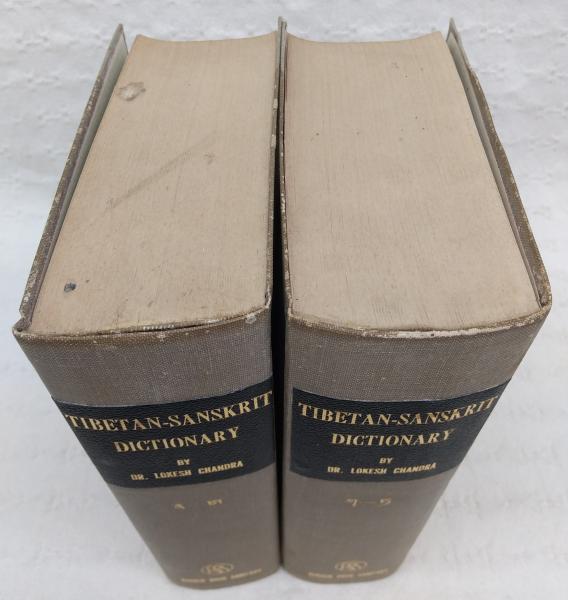 TIBETAN-SANSKRIT
DICTIONARY
BY
DR. LOKESH CHANDRA
TIBETAN-SANSKRIT
DICTIONARY
BY
DR. LOKESH CHANDRA